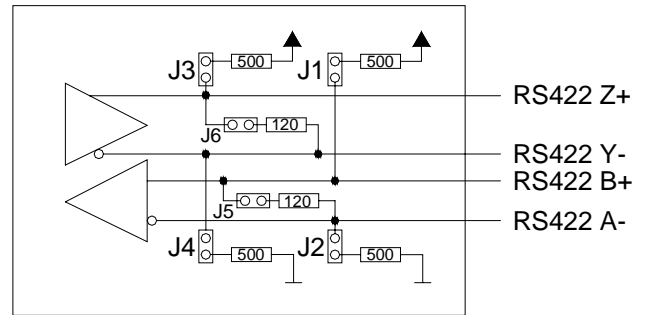 J3
500
J1
500
RS422 Z+
J6
120
RS422 Y-
RS422 B+
J5
120
RS422 A-
J4
500
J2
500